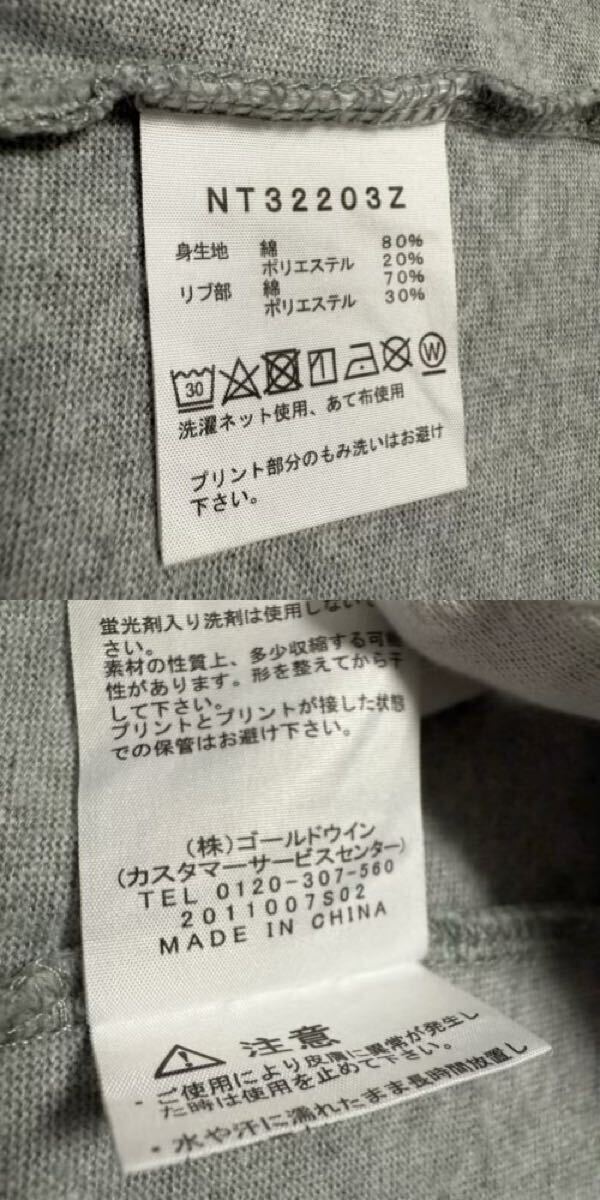 NT32203Z
身生地 綿 80%
ポリエステル 20%
リブ部 綿 70%
ポリエステル 30%
30 W
洗濯ネット使用、あて布使用
プリント部分のもみ洗いはお避け
下さい。
蛍光剤入り洗剤は使用しないで
さい。
素材の性質上、多少収縮する可能
性があります。形を整えてから干
して下さい。
プリントとプリントが接した状態
での保管はお避け下さい。
(株)ゴールドウイン
(カスタマーサービスセンター)
TEL 0120-307-560
2011007S02
MADE IN CHINA
注意
・ご使用により皮膚に異常が発生し
た時は使用を止めて下さい。
・水や汗に濡れたまま長時間放置し